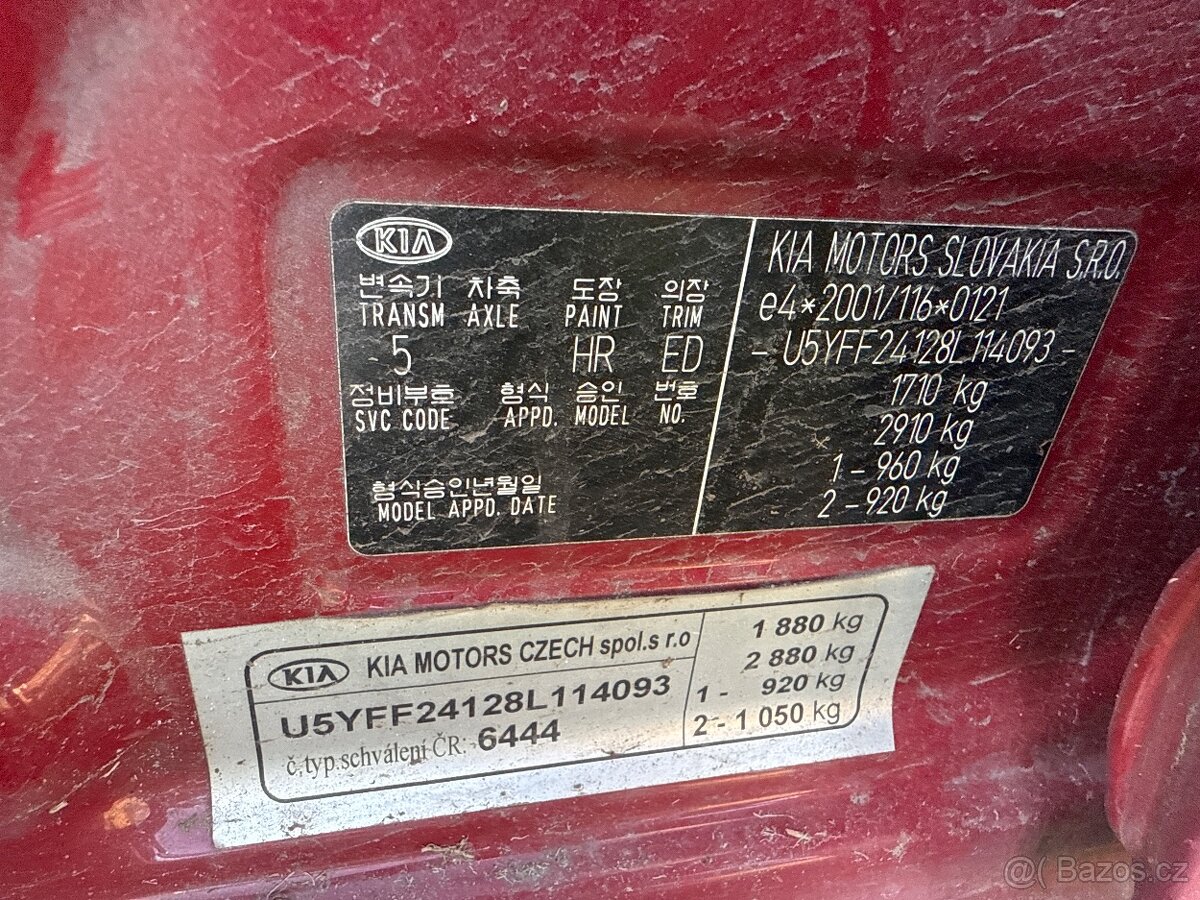 KIA
변속기 차축 도장 의장
TRANSM AXLE PAINT TRIM
5 HR ED
정비부호 형식 승인 번호
SVC CODE APPD. MODEL NO.
형식승인년월일
MODEL APPD. DATE
KIA MOTORS SLOVAKIA S.R.O.
e4*2001/116*0121
- U5YFF24128L114093 -
1710 kg
2910 kg
1 - 960 kg
2 - 920 kg
KIA KIA MOTORS CZECH spol.s r.o
U5YFF24128L114093
č.typ.schválení ČR: 6444
1 880 kg
2 880 kg
1 - 920 kg
2 - 1 050 kg
@( Bazos.cz